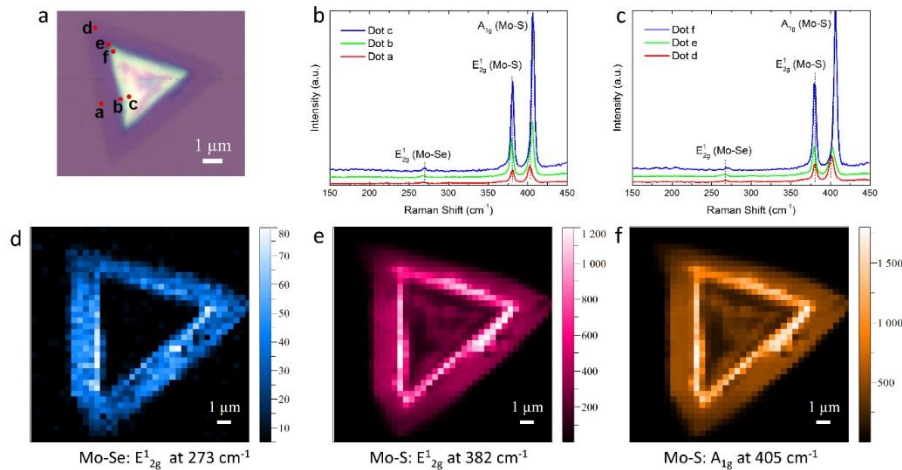 a
d
e
f
a
b
c
1 μm
b
Dot c
Dot b
Dot a
A1g (Mo-S)
E¹2g (Mo-S)
E¹2g (Mo-Se)
Intensity (a.u.)
150 200 250 300 350 400 450
Raman Shift (cm⁻¹)
c
Dot f
Dot e
Dot d
A1g (Mo-S)
E¹2g (Mo-S)
E¹2g (Mo-Se)
Intensity (a.u.)
150 200 250 300 350 400 450
Raman Shift (cm⁻¹)
d
80
70
60
50
40
30
20
10
1 μm
Mo-Se: E¹2g at 273 cm⁻¹
e
1 200
1 000
800
600
400
200
1 μm
Mo-S: E¹2g at 382 cm⁻¹
f
1 500
1 000
500
1 μm
Mo-S: A1g at 405 cm⁻¹